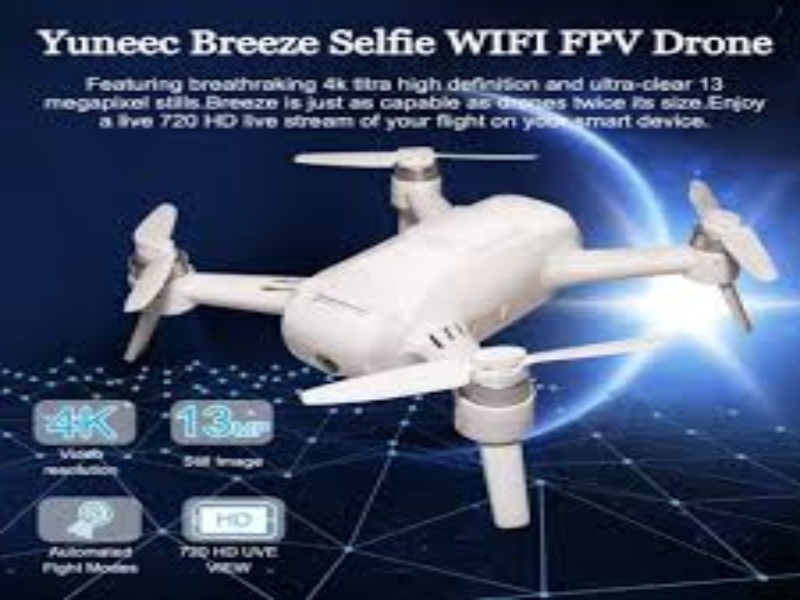 Yuneec Breeze Selfie WIFI FPV Drone
Featuring breathraking 4k titra high definition and ultra-clear 13
megapixel stills.Breeze is just as capable as drones twice its size.Enjoy
a live 720 HD live stream of your flight on your smart device.
4K
13MP
Video
resolution
Still Image
HD
Automated
Flight Modes
720 HD LIVE
VIEW